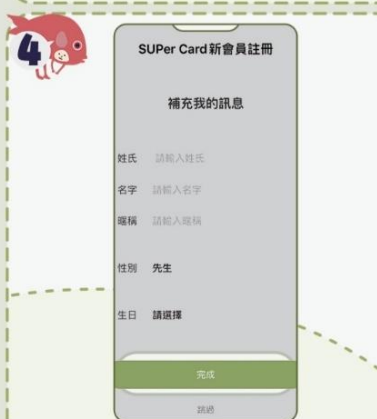 4
SUPer Card新會員註冊
補充我的訊息
姓氏 請輸入姓氏
名字 請輸入名字
暱稱 請輸入暱稱
性別 先生
生日 請選擇
完成
跳過